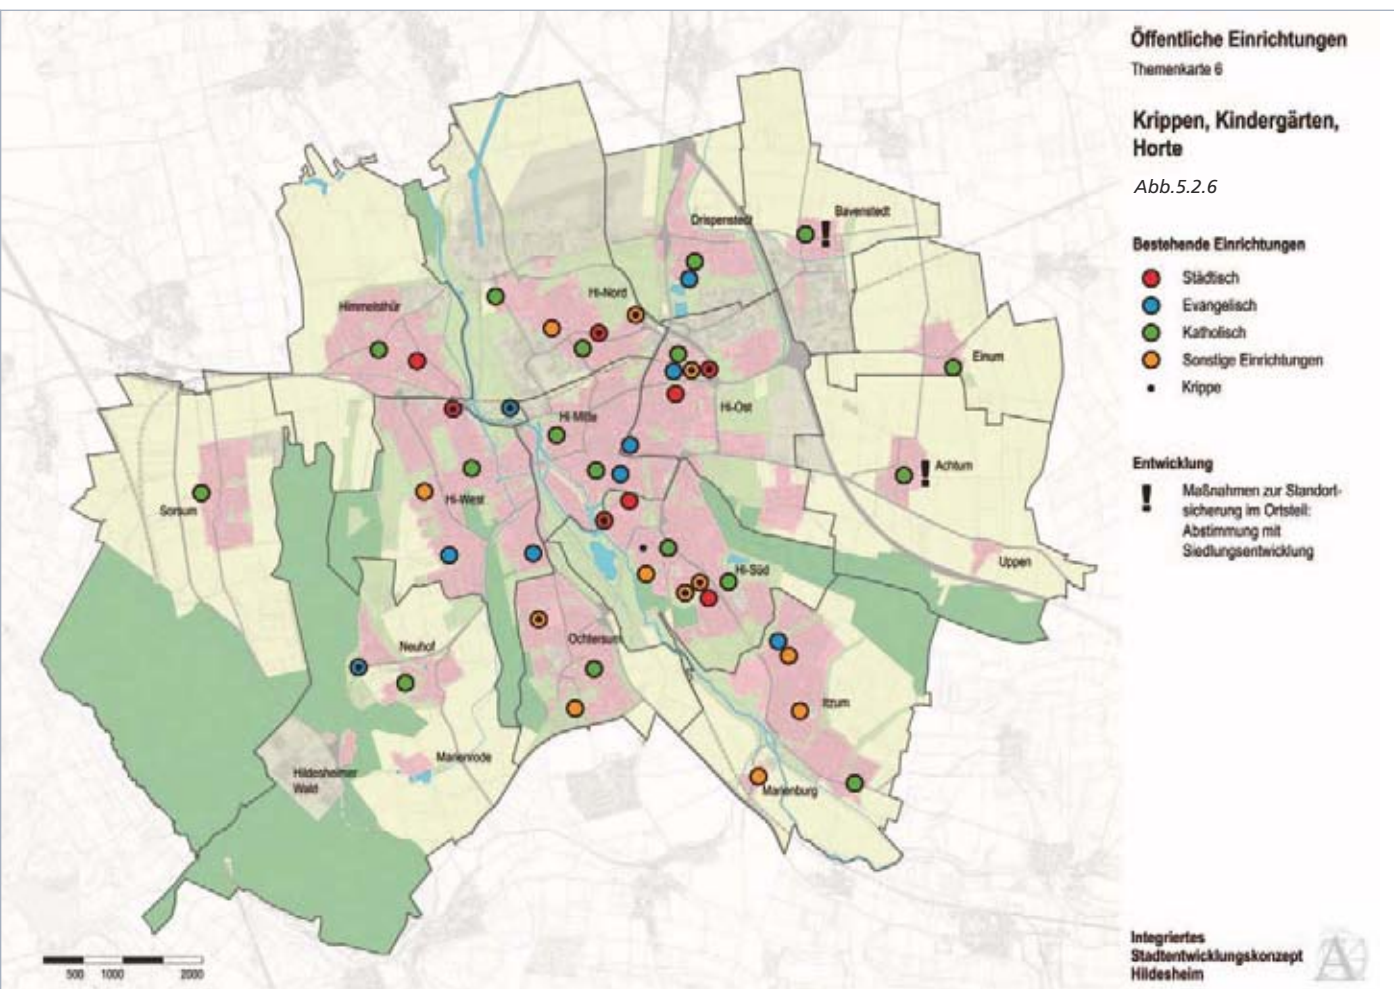 Öffentliche Einrichtungen
Themenkarte 6
Krippen, Kindergärten,
Horte
Abb.5.2.6
Bestehende Einrichtungen
Städtisch
Evangelisch
Katholisch
Sonstige Einrichtungen
Krippe
Entwicklung
! Maßnahmen zur Standort-
sicherung im Ortsteil:
Abstimmung mit
Siedlungsentwicklung
Bavenstedt
!
Drispenstedt
Hi-Nord
Himmelsthür
Einum
Hi-Ost
Hi-Mitte
Achtum
!
Hi-West
Sorsum
Uppen
Hi-Süd
Ochtersum
Neuhof
Itzum
Marienrode
Hildesheimer
Wald
Marienburg
500 1000 2000
Integriertes
Stadtentwicklungskonzept
Hildesheim
A